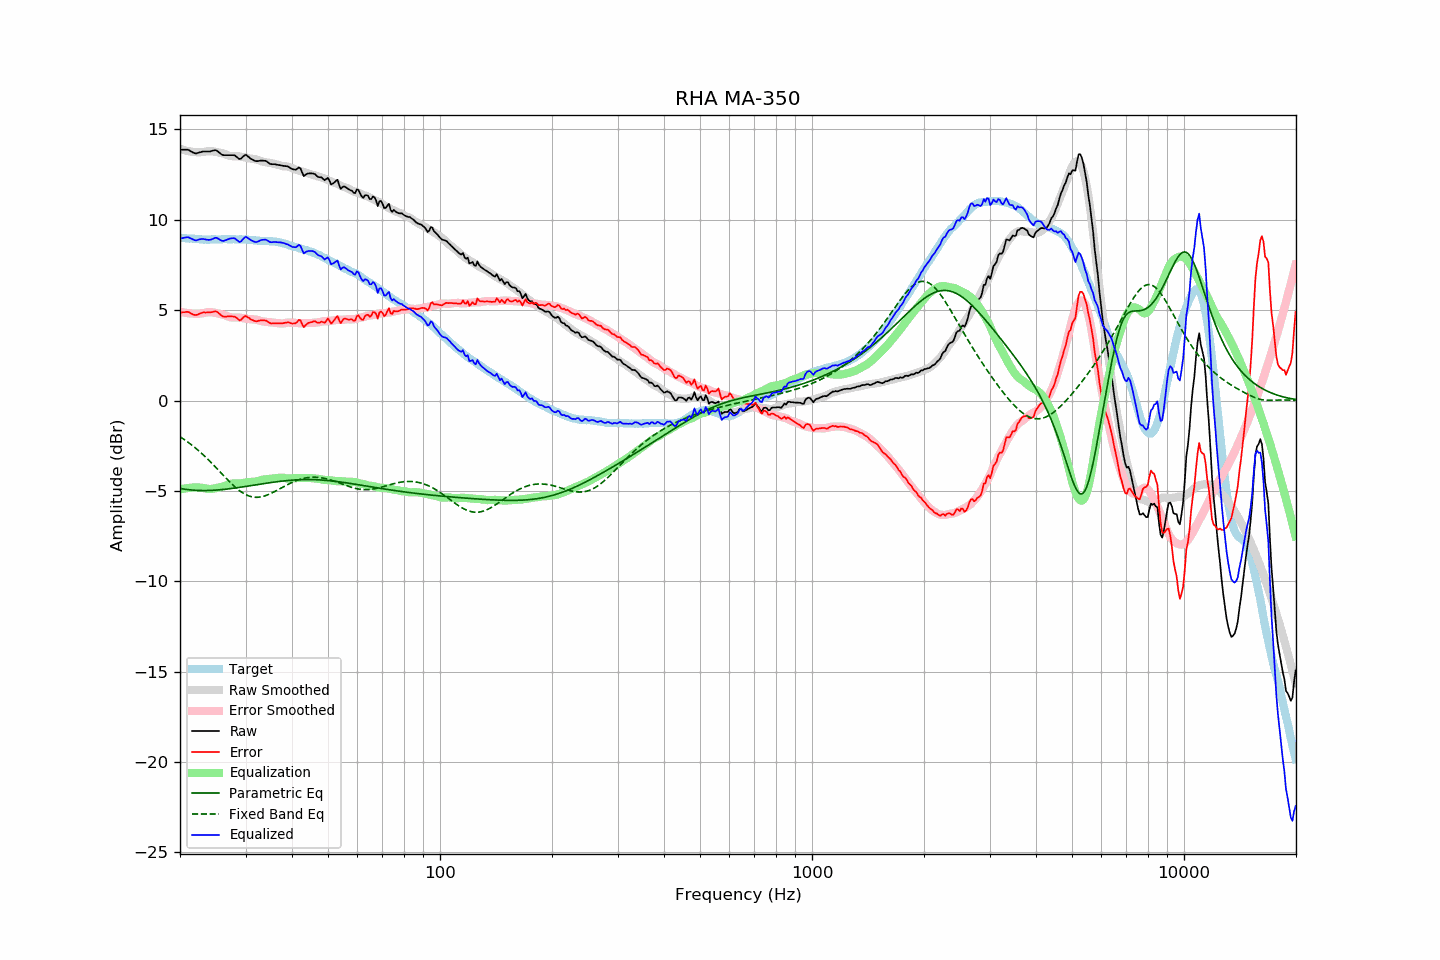 RHA MA-350
15
10
5
0
−5
−10
−15
−20
−25
Amplitude (dBr)
Target
Raw Smoothed
Error Smoothed
Raw
Error
Equalization
Parametric Eq
Fixed Band Eq
Equalized
100
1000
10000
Frequency (Hz)